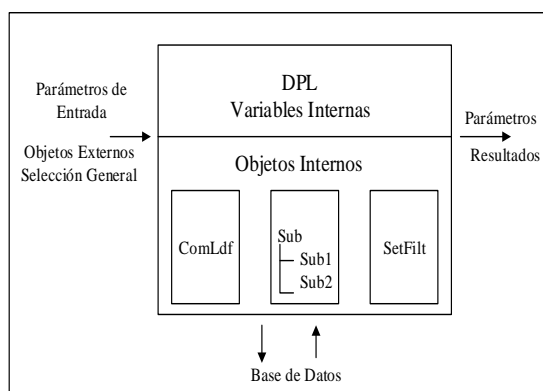 DPL
Variables Internas
Parámetros de
Entrada
Objetos Externos
Selección General
Parámetros
Resultados
Objetos Internos
ComLdf
Sub
Sub1
Sub2
SetFilt
Base de Datos